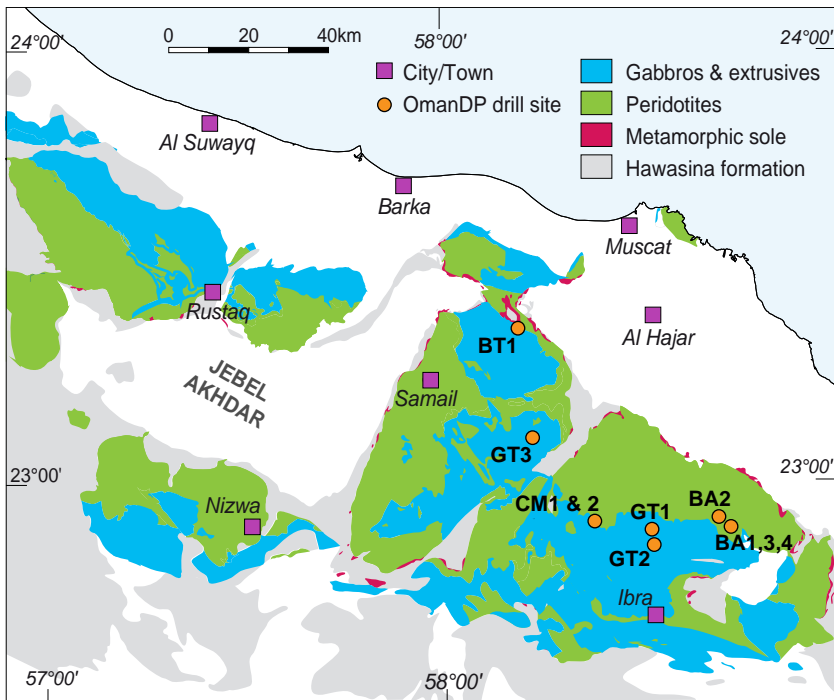 24°00'
58°00'
24°00'
0 10 20 40km
City/Town
OmanDP drill site
Gabbros & extrusives
Peridotites
Metamorphic sole
Hawasina formation
Al Suwayq
Barka
Muscat
Rustaq
Al Hajar
BT1
JEBEL
AKHDAR
Samail
GT3
23°00'
23°00'
Nizwa
CM1 & 2
GT1
BA2
BA1,3,4
GT2
Ibra
57°00'
58°00'